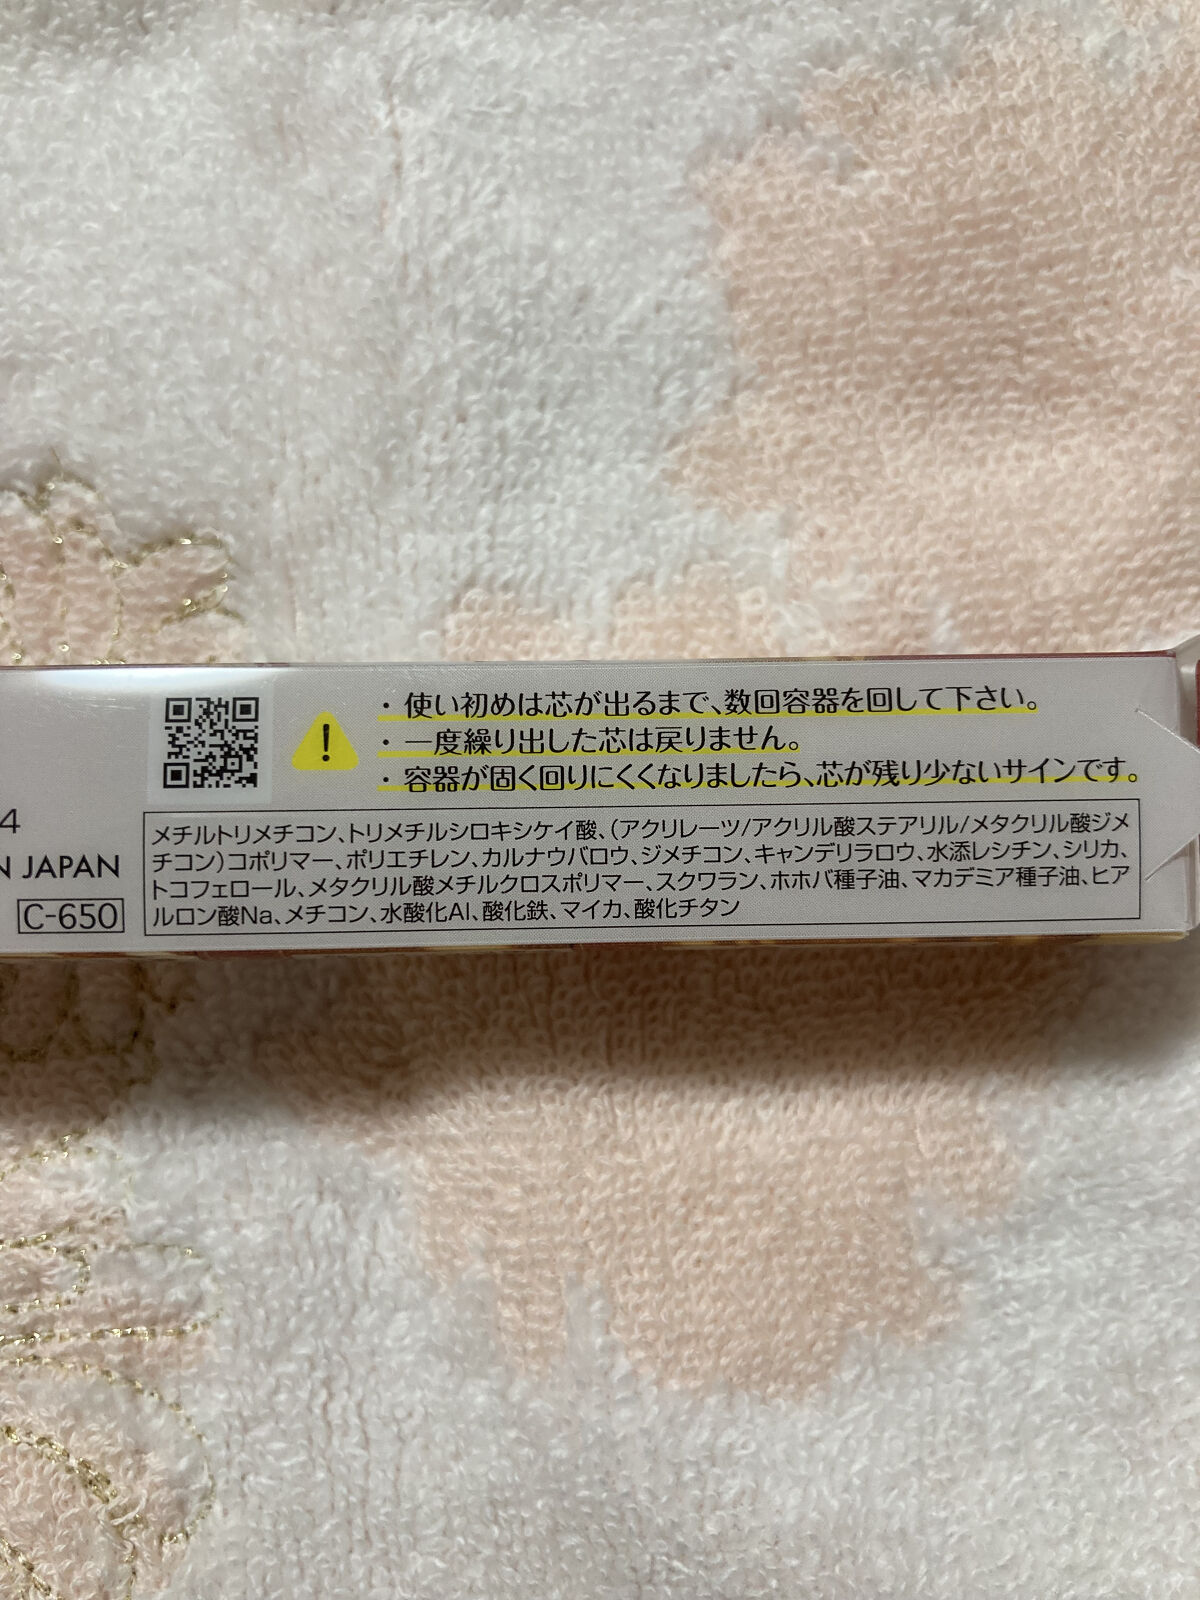 ・使い初めは芯が出るまで、数回容器を回して下さい。
・一度繰り出した芯は戻りません。
・容器が固く回りにくくなりましたら、芯が残り少ないサインです。
4
N JAPAN
C-650
メチルトリメチコン、トリメチルシロキシケイ酸、(アクリレーツ/アクリル酸ステアリル/メタクリル酸ジメ
チコン)コポリマー、ポリエチレン、カルナウバロウ、ジメチコン、キャンデリラロウ、水添レシチン、シリカ、
トコフェロール、メタクリル酸メチルクロスポリマー、スクワラン、ホホバ種子油、マカデミア種子油、ヒア
ルロン酸Na、メチコン、水酸化Al、酸化鉄、マイカ、酸化チタン